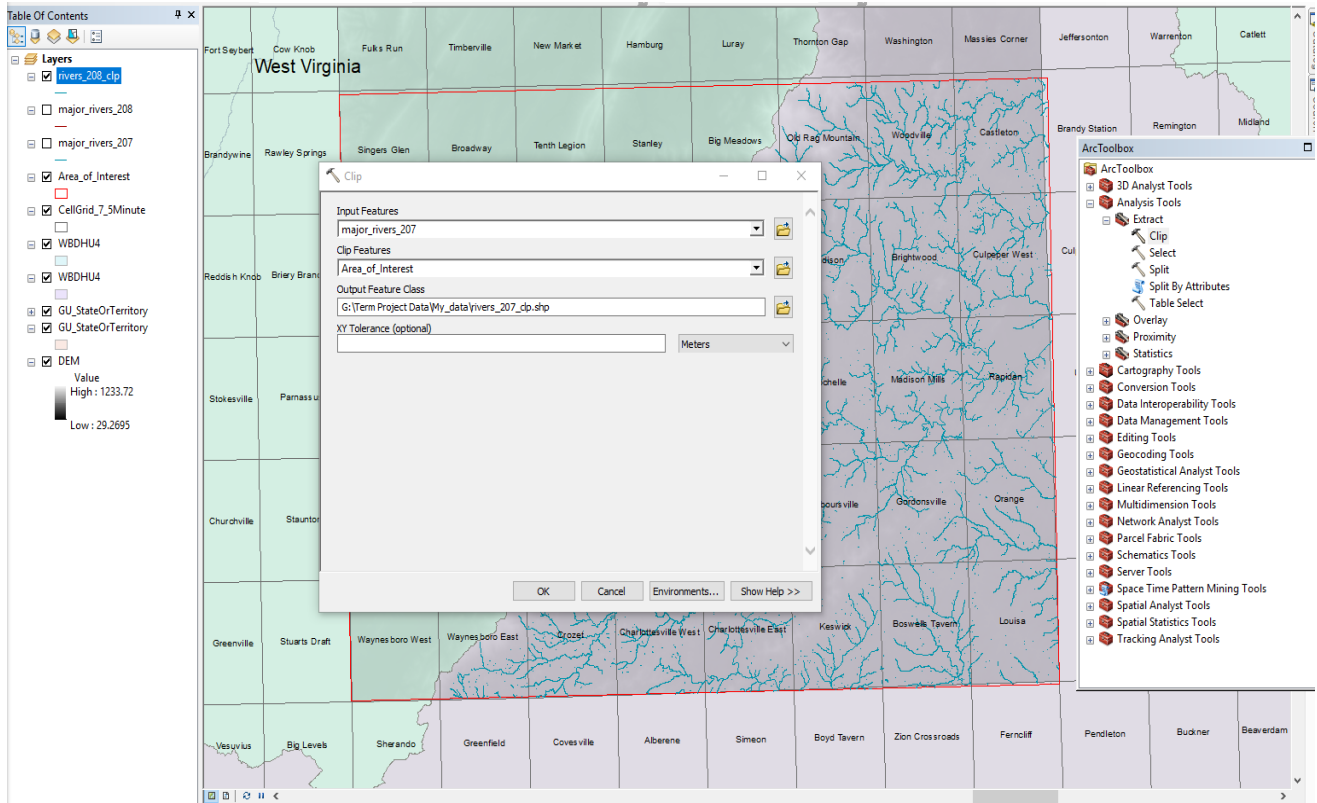 Table Of Contents
Layers
rivers_208_clp
major_rivers_208
major_rivers_207
Area_of_Interest
CellGrid_7_5Minute
WBDHU4
WBDHU4
GU_StateOrTerritory
GU_StateOrTerritory
DEM
Value
High : 1233.72
Low : 29.2695
Fort Seybert
Cow Knob
Fulks Run
Timberville
New Market
Hamburg
Luray
Thornton Gap
Washington
Massies Corner
Jeffersonton
Warrenton
Catlett
West Virginia
Brandywine
Rawley Springs
Singers Glen
Broadway
Tenth Legion
Stanley
Big Meadows
Old Rag Mountain
Woodville
Castleton
Brandy Station
Remington
Midland
Reddish Knob
Briery Branc
dison
Brightwood
Culpeper West
Cul
Stokesville
Parnassu
chelle
Madison Mills
Rapidan
Churchville
Staunton
boursville
Gordonsville
Orange
Greenville
Stuarts Draft
Waynesboro West
Waynesboro East
Crozet
Charlottesville West
Charlottesville East
Keswick
Boswells Tavern
Louisa
Vesuvius
Big Levels
Sherando
Greenfield
Covesville
Alberene
Simeon
Boyd Tavern
Zion Crossroads
Ferncliff
Pendleton
Buckner
Beaverdam
Clip
Input Features
major_rivers_207
Clip Features
Area_of_Interest
Output Feature Class
G:\Term Project Data\My_data\rivers_207_clp.shp
XY Tolerance (optional)
Meters
OK
Cancel
Environments...
Show Help >>
ArcToolbox
ArcToolbox
3D Analyst Tools
Analysis Tools
Extract
Clip
Select
Split
Split By Attributes
Table Select
Overlay
Proximity
Statistics
Cartography Tools
Conversion Tools
Data Interoperability Tools
Data Management Tools
Editing Tools
Geocoding Tools
Geostatistical Analyst Tools
Linear Referencing Tools
Multidimension Tools
Network Analyst Tools
Parcel Fabric Tools
Schematics Tools
Server Tools
Space Time Pattern Mining Tools
Spatial Analyst Tools
Spatial Statistics Tools
Tracking Analyst Tools